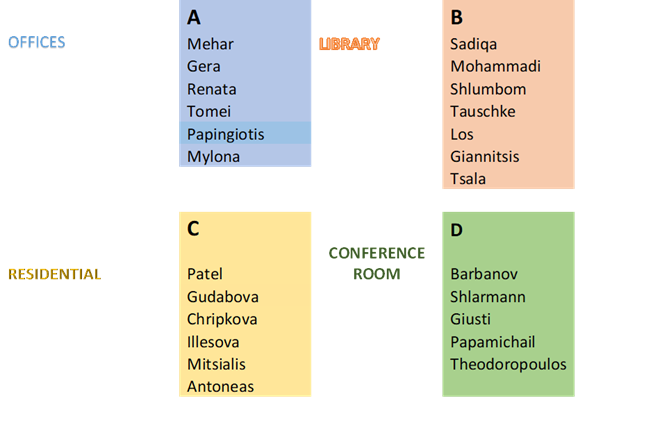 OFFICES
A
Mehar
Gera
Renata
Tomei
Papingiotis
Mylona
LIBRARY
B
Sadiqa
Mohammadi
Shlumbom
Tauschke
Los
Giannitsis
Tsala
RESIDENTIAL
C
Patel
Gudabova
Chripkova
Illesova
Mitsialis
Antoneas
CONFERENCE
ROOM
D
Barbanov
Shlarmann
Giusti
Papamichail
Theodoropoulos